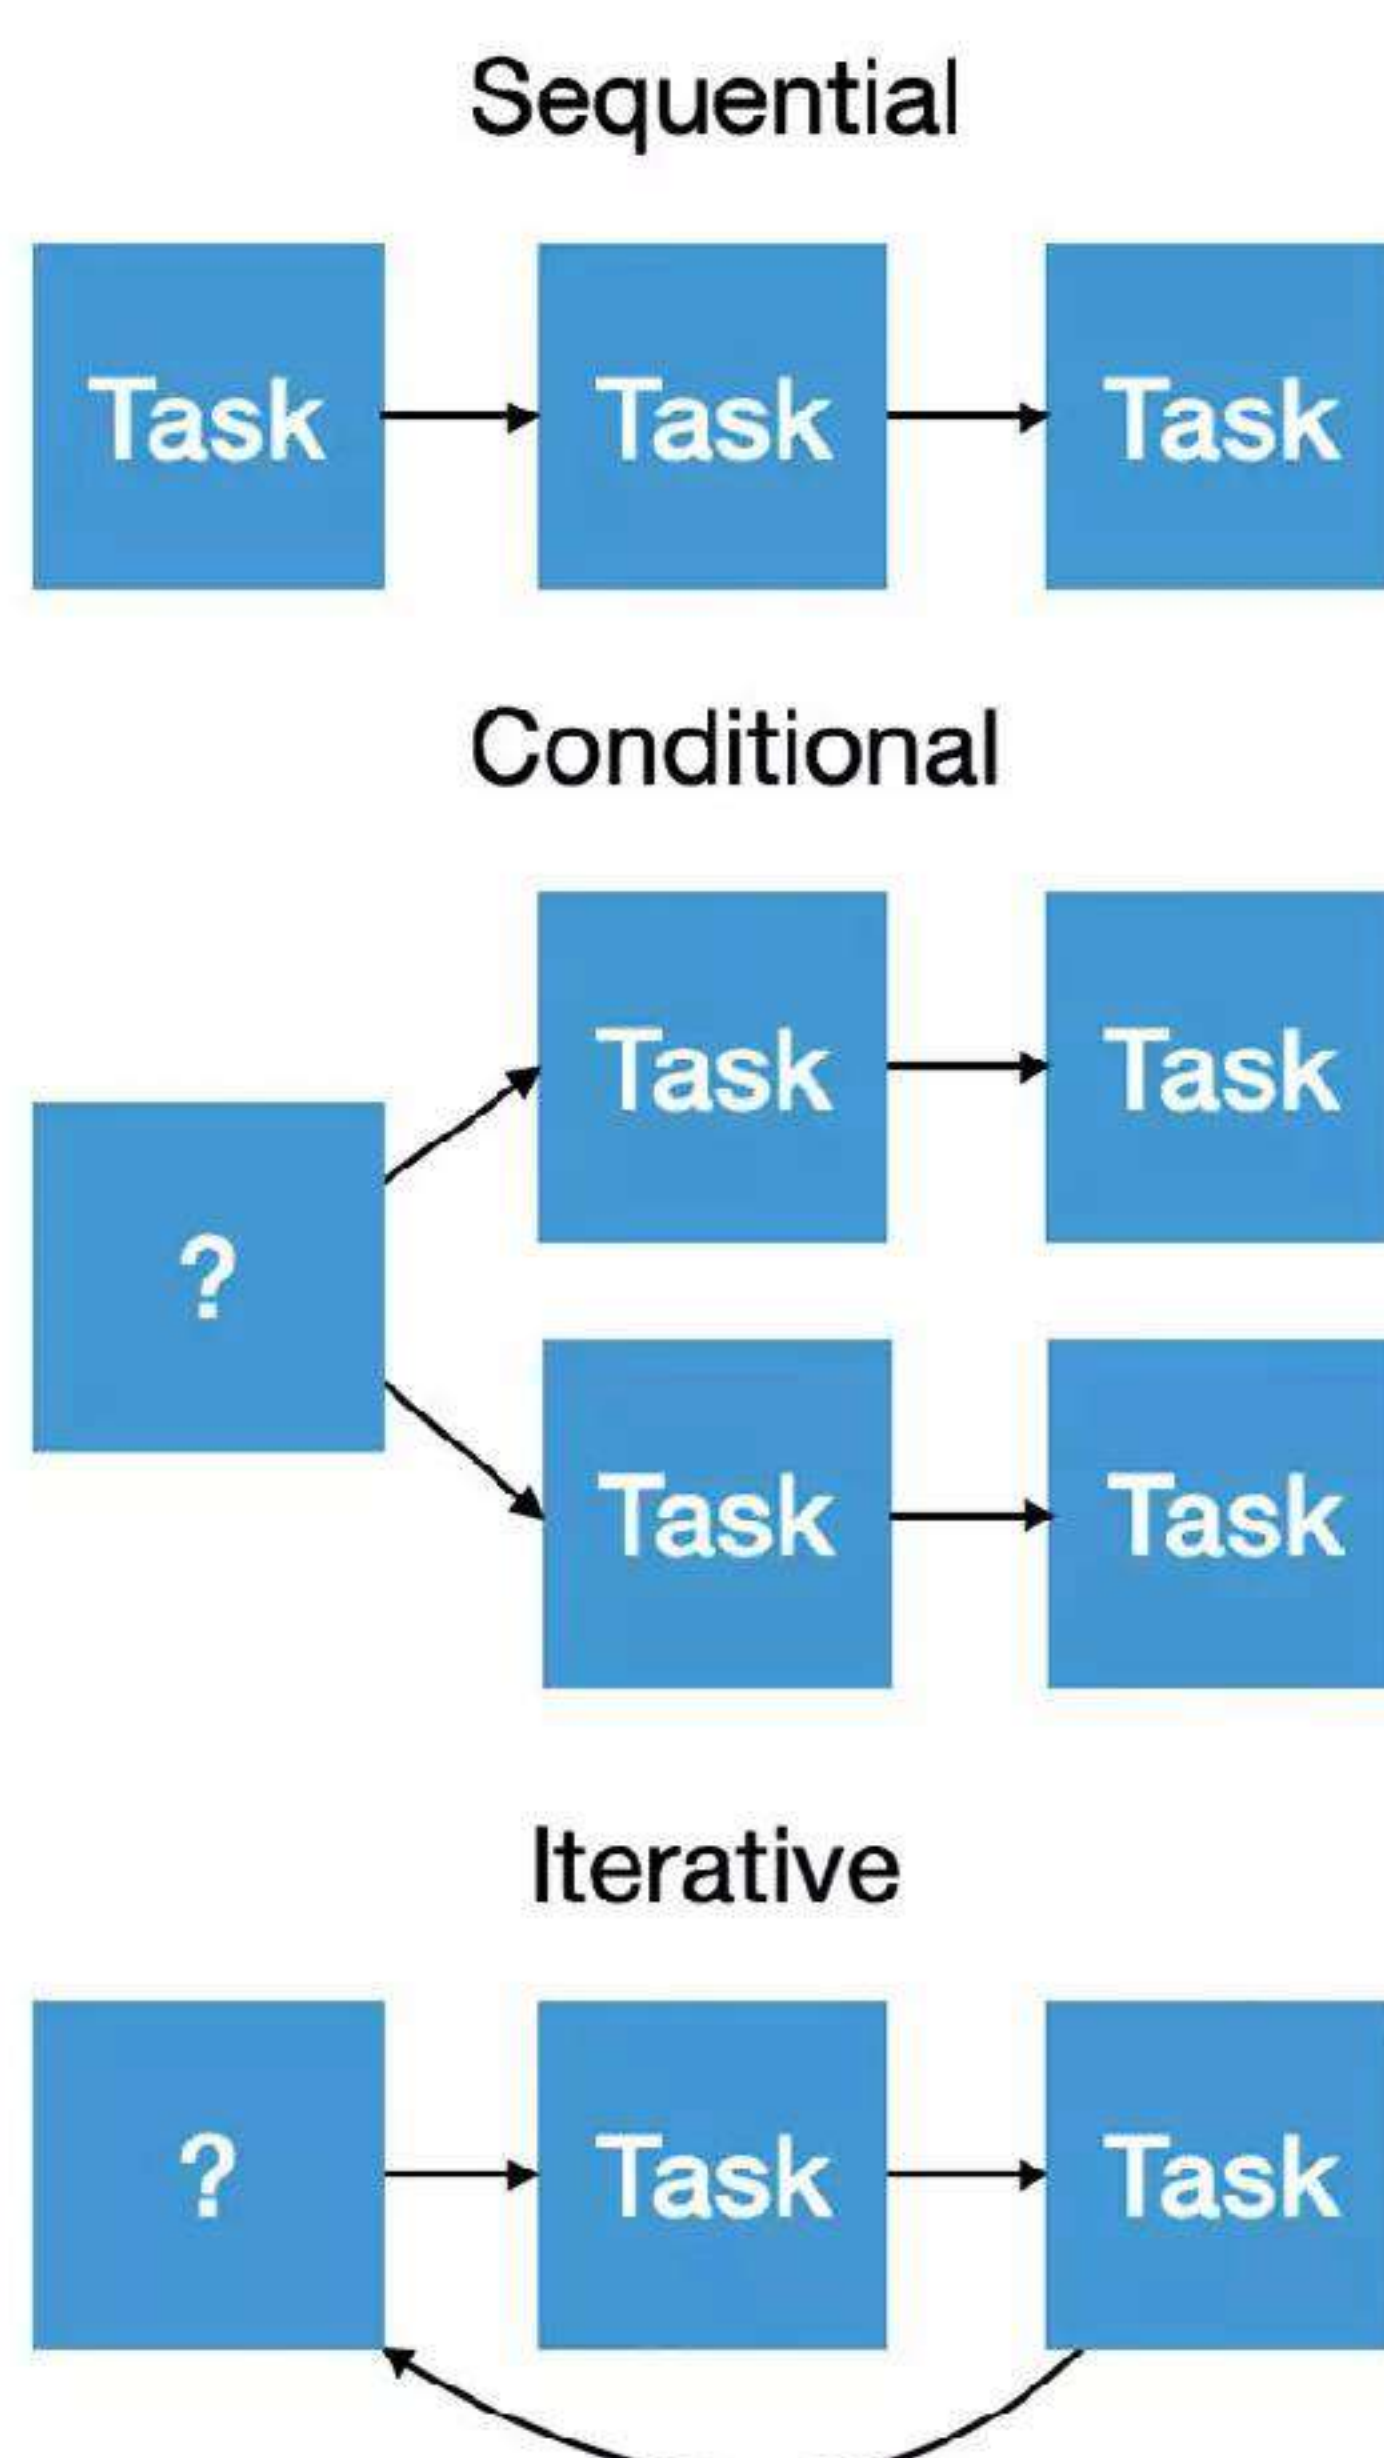 Sequential
Task Task Task
Conditional
Task Task
?
Task Task
Iterative
? Task Task